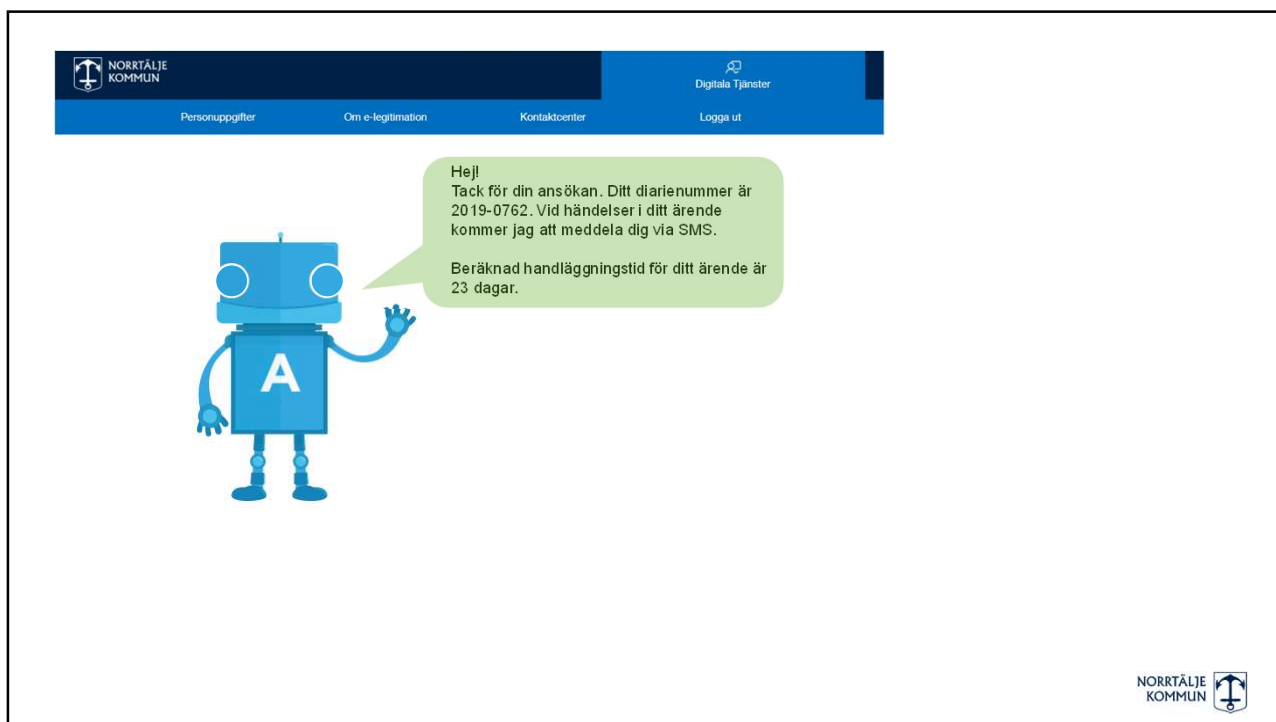 NORRTÄLJE
KOMMUN
Digitala Tjänster
Personuppgifter Om e-legitimation Kontaktcenter Logga ut
Hej!
Tack för din ansökan. Ditt diarienummer är
2019-0762. Vid händelser i ditt ärende
kommer jag att meddela dig via SMS.
Beräknad handläggningstid för ditt ärende är
23 dagar.
A
NORRTÄLJE
KOMMUN